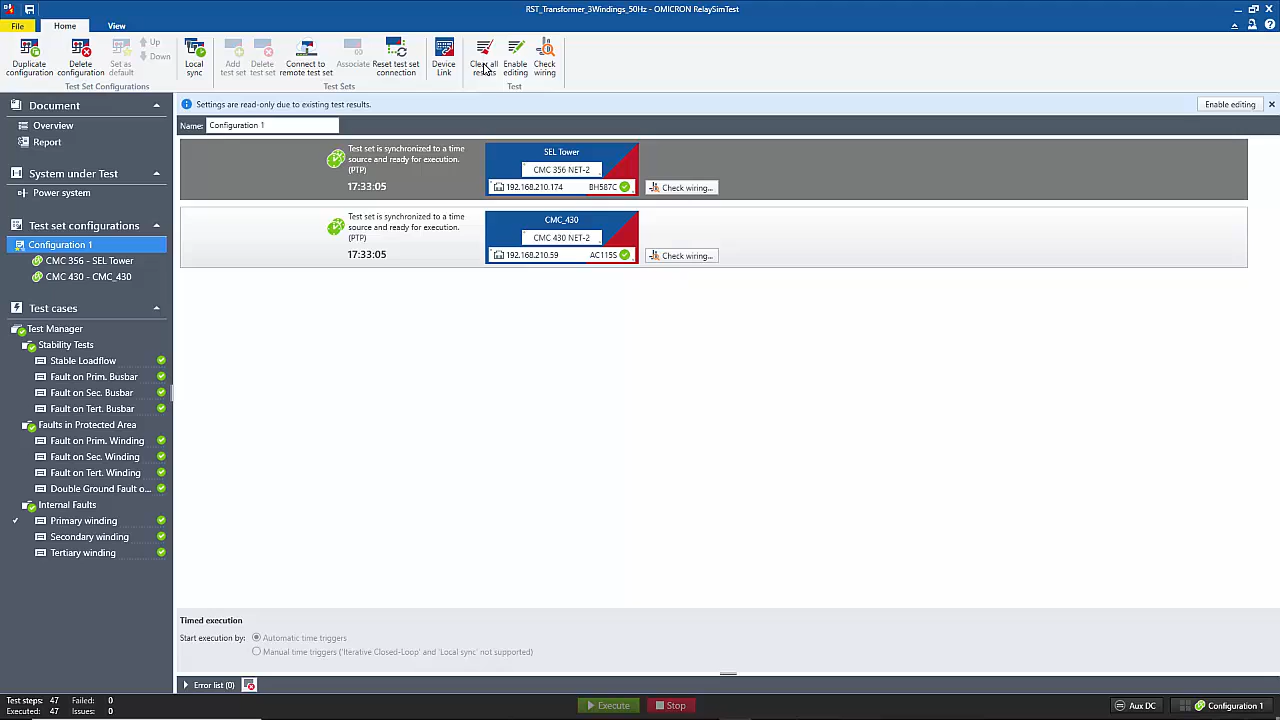 RST_Transformer_3Windings_50Hz - OMICRON RelaySimTest
File Home View
Duplicate configuration
Delete configuration
Set as default
Up
Down
Local sync
Add test set
Delete test set
Connect to remote test set
Associate
Reset test set connection
Device Link
Clear all results
Enable editing
Check wiring
Test Set Configurations
Test Sets
Test
Document
Overview
Report
System under Test
Power system
Test set configurations
Configuration 1
CMC 356 - SEL Tower
CMC 430 - CMC_430
Test cases
Test Manager
Stability Tests
Stable Loadflow
Fault on Prim. Busbar
Fault on Sec. Busbar
Fault on Tert. Busbar
Faults in Protected Area
Fault on Prim. Winding
Fault on Sec. Winding
Fault on Tert. Winding
Double Ground Fault o...
Internal Faults
Primary winding
Secondary winding
Tertiary winding
Settings are read-only due to existing test results.
Enable editing
Name: Configuration 1
Test set is synchronized to a time
source and ready for execution.
(PTP)
17:33:05
SEL Tower
CMC 356 NET-2
192.168.210.174 BH587C
Check wiring...
Test set is synchronized to a time
source and ready for execution.
(PTP)
17:33:05
CMC_430
CMC 430 NET-2
192.168.210.59 AC115S
Check wiring...
Timed execution
Start execution by: Automatic time triggers
Manual time triggers ('Iterative Closed-Loop' and 'Local sync' not supported)
Error list (0)
Test steps: 47 Failed: 0
Executed: 47 Issues: 0
Execute
Stop
Aux DC
Configuration 1